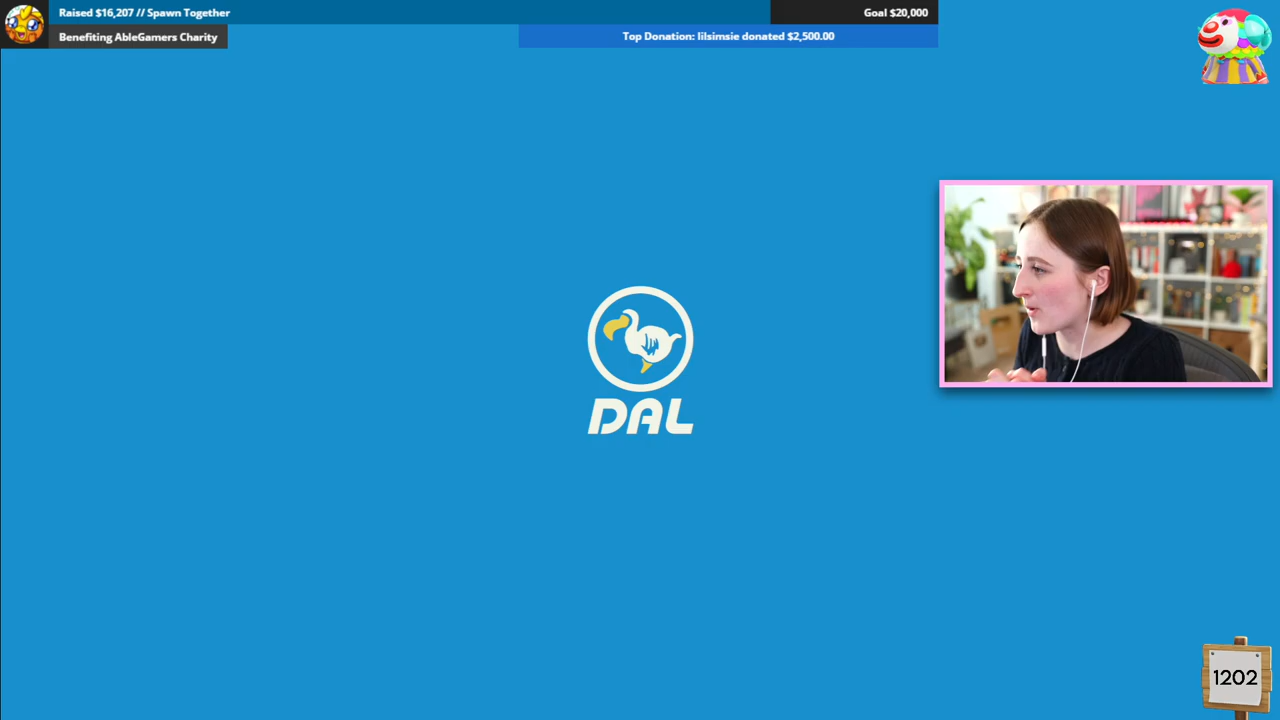 Raised $16,207 // Spawn Together
Goal $20,000
Benefiting AbleGamers Charity
Top Donation: lilsimsie donated $2,500.00
DAL
1202